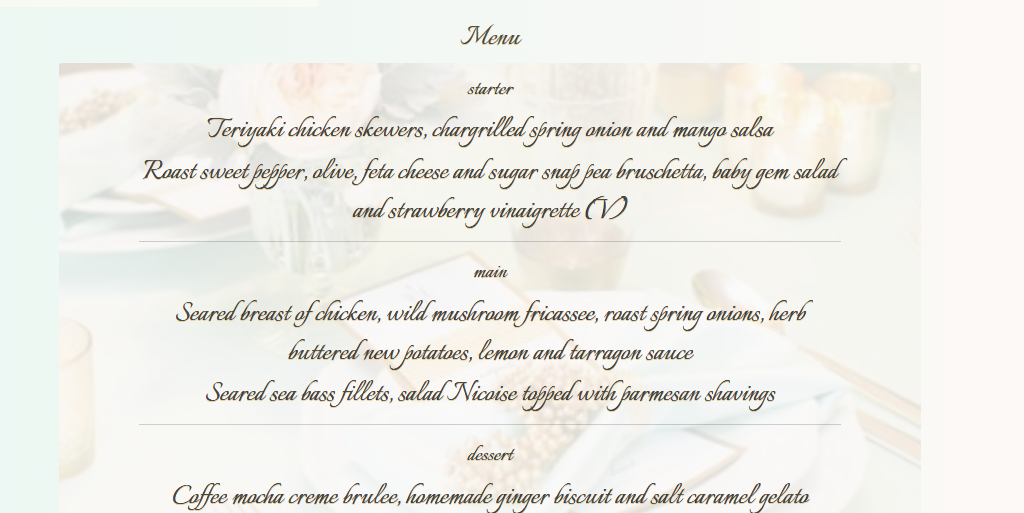 Menu
starter
Teriyaki chicken skewers, chargrilled spring onion and mango salsa
Roast sweet pepper, olive, feta cheese and sugar snap pea bruschetta, baby gem salad
and strawberry vinaigrette (V)
main
Seared breast of chicken, wild mushroom fricassee, roast spring onions, herb
buttered new potatoes, lemon and tarragon sauce
Seared sea bass fillets, salad Nicoise topped with parmesan shavings
dessert
Coffee mocha creme brulee, homemade ginger biscuit and salt caramel gelato